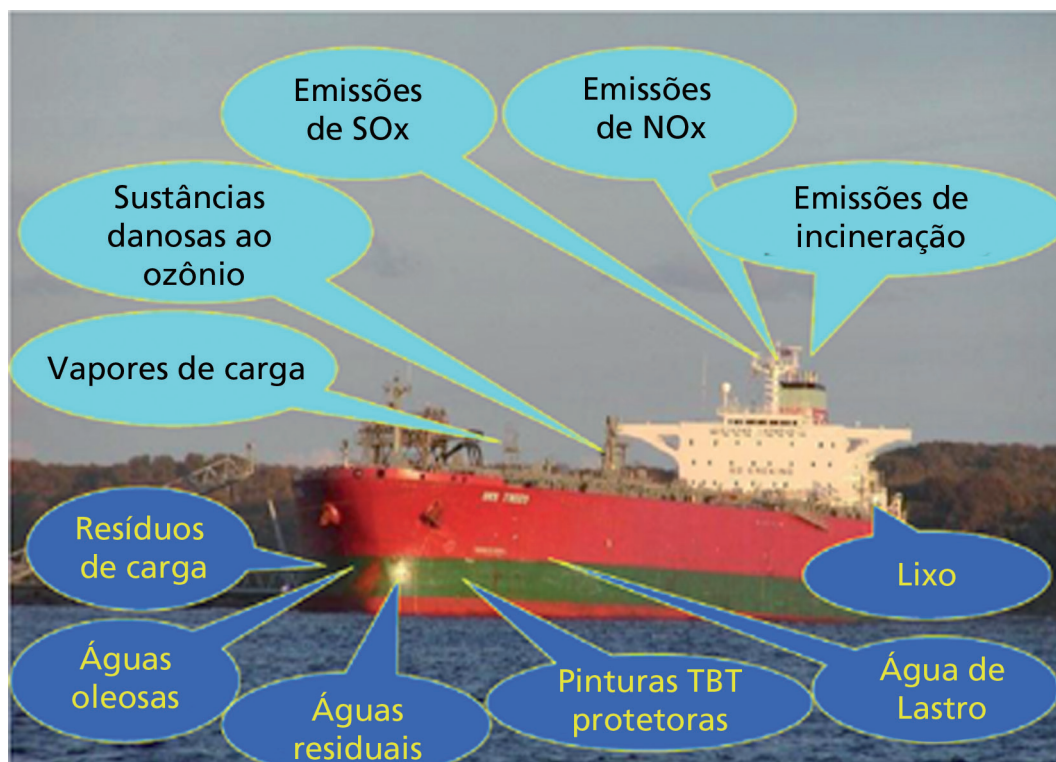 Emissões
de SOx
Emissões
de NOx
Sustâncias
danosas ao
ozônio
Emissões de
incineração
Vapores de carga
Resíduos
de carga
Lixo
Águas
oleosas
Águas
residuais
Pinturas TBT
protetoras
Água de
Lastro